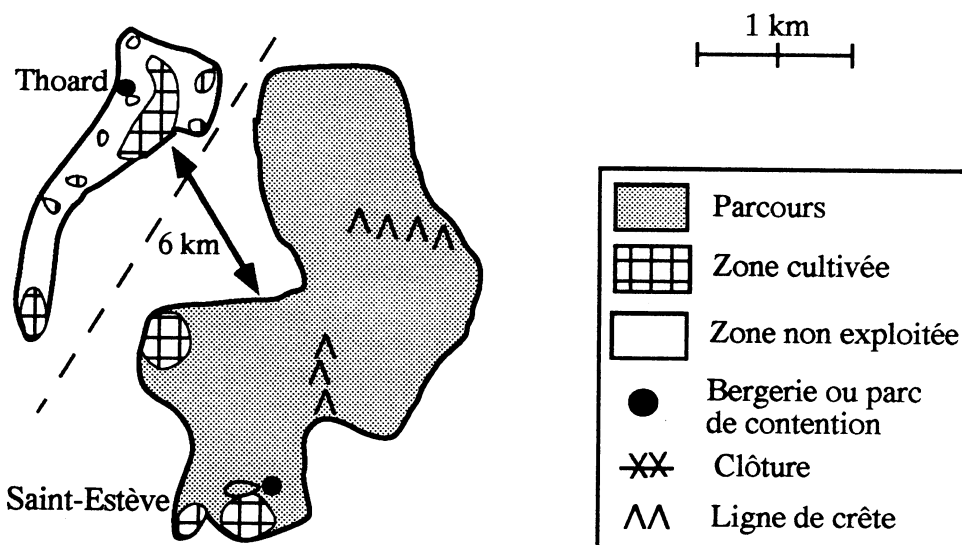 1 km
Thoard
6 km
Saint-Estève
Parcours
Zone cultivée
Zone non exploitée
Bergerie ou parc
de contention
Clôture
Ligne de crête